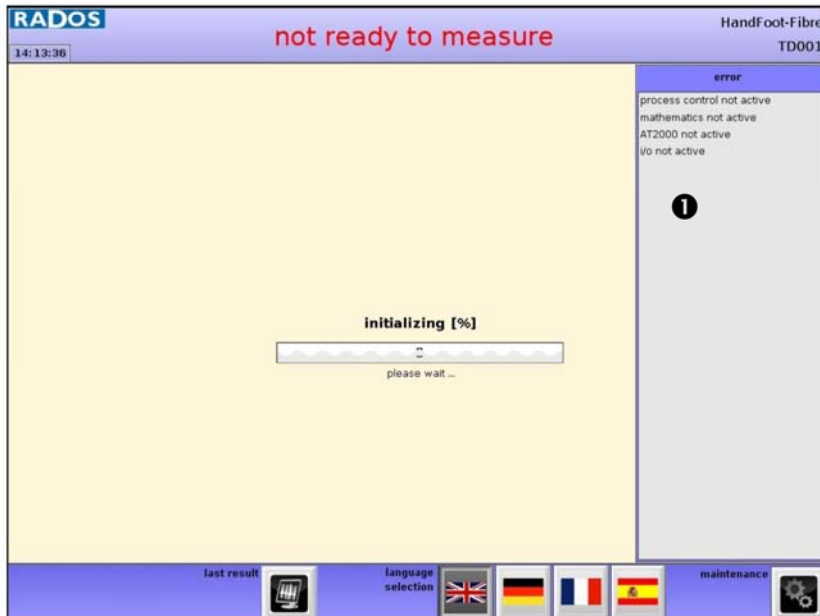 RADOS
14:13:36
not ready to measure
HandFoot-Fibre
TD001
error
process control not active
mathematics not active
AT2000 not active
i/o not active
❶
initializing [%]
please wait ...
last result
language
selection
maintenance